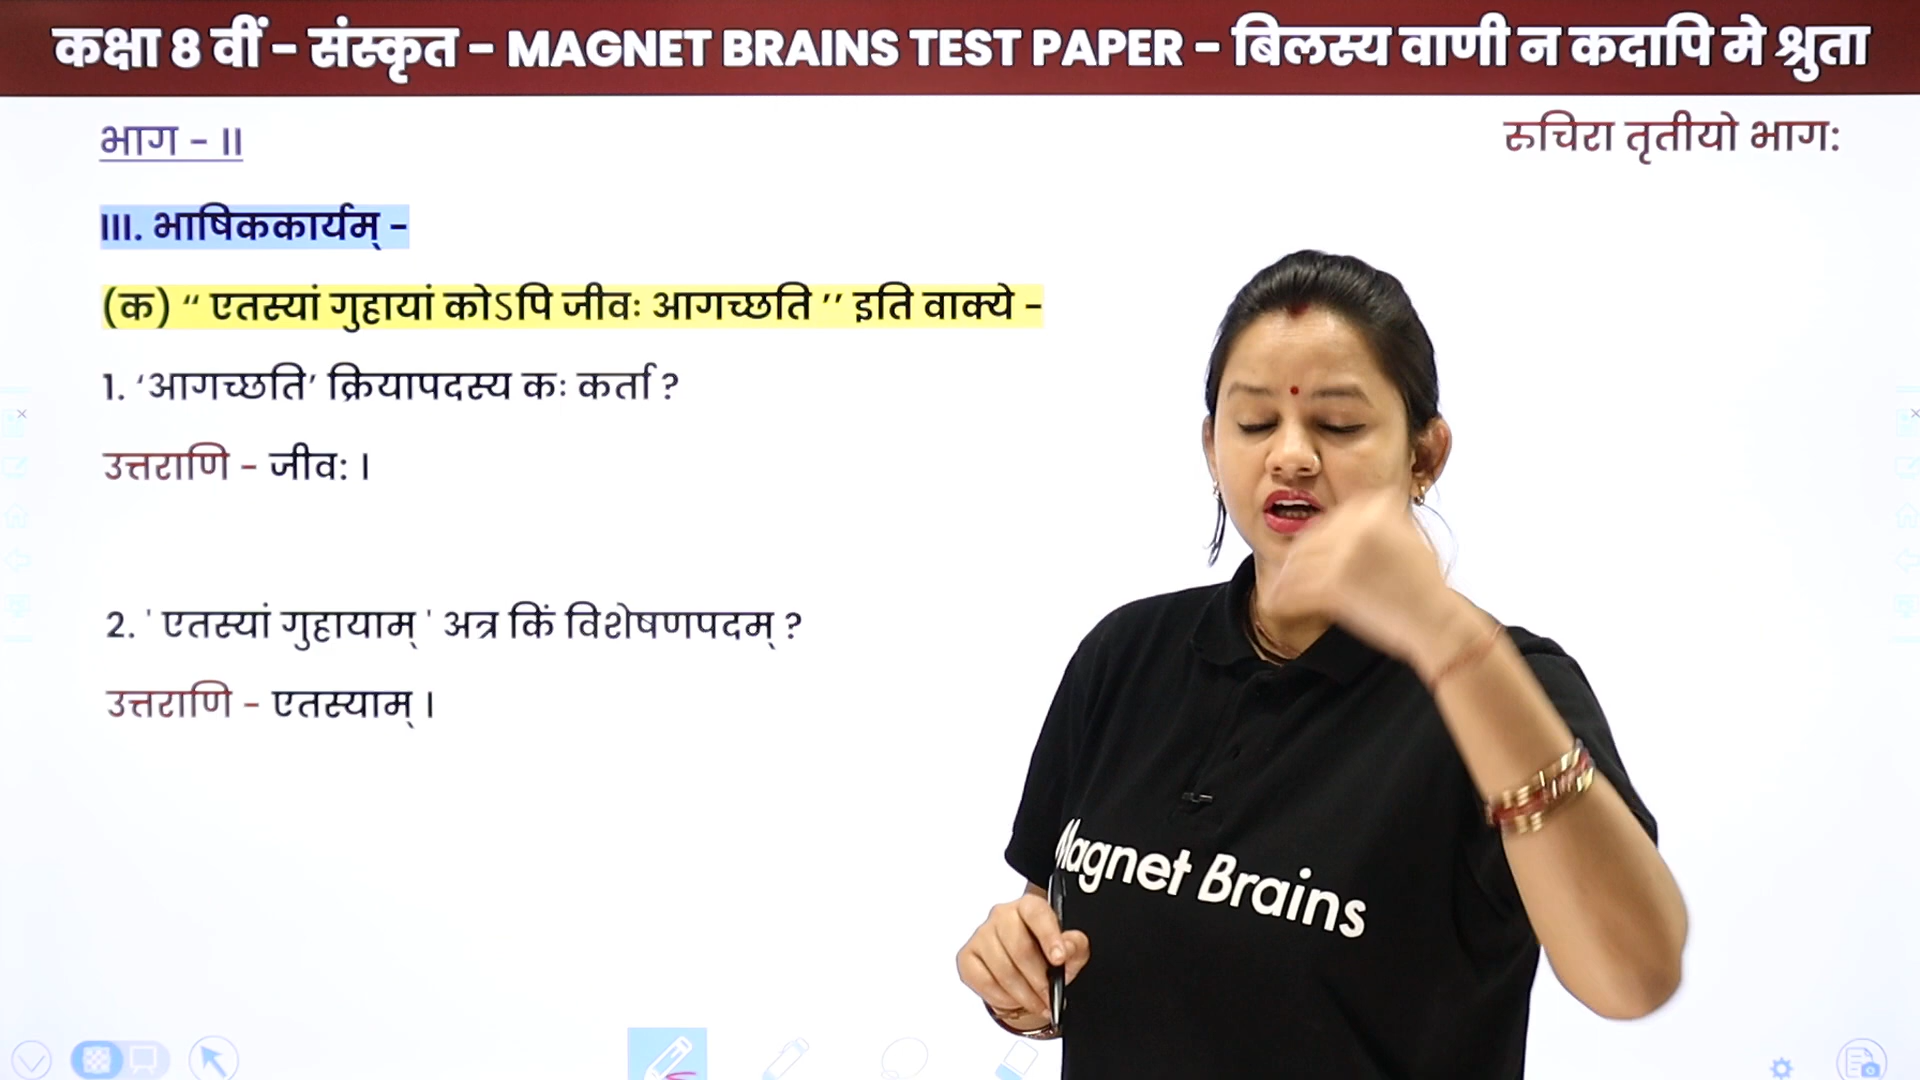 कक्षा 8 वीं – संस्कृत – MAGNET BRAINS TEST PAPER – बिलस्य वाणी न कदापि मे श्रुता
भाग – II
रुचिरा तृतीयो भाग:
III. भाषिककार्यम् –
(क) “ एतस्यां गुहायां कोऽपि जीवः आगच्छति ’’ इति वाक्ये –
1. ‘आगच्छति’ क्रियापदस्य कः कर्ता ?
उत्तराणि – जीव: ।
2. ' एतस्यां गुहायाम् ' अत्र किं विशेषणपदम् ?
उत्तराणि – एतस्याम् ।
Magnet Brains